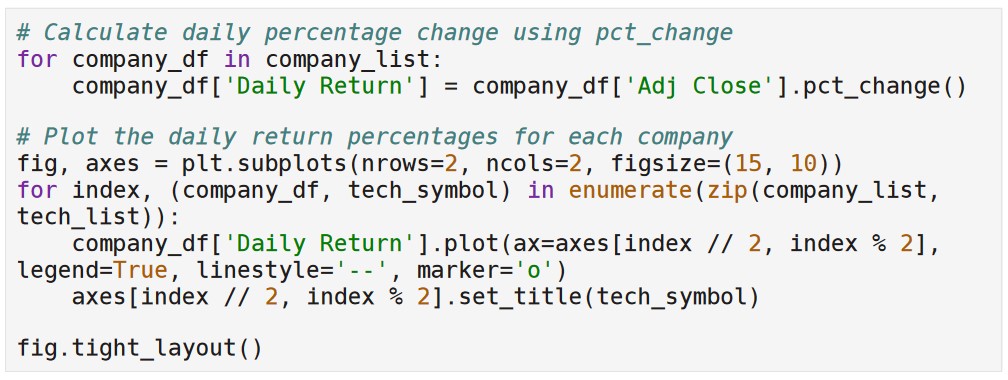 # Calculate daily percentage change using pct_change
for company_df in company_list:
    company_df['Daily Return'] = company_df['Adj Close'].pct_change()

# Plot the daily return percentages for each company
fig, axes = plt.subplots(nrows=2, ncols=2, figsize=(15, 10))
for index, (company_df, tech_symbol) in enumerate(zip(company_list,
tech_list)):
    company_df['Daily Return'].plot(ax=axes[index // 2, index % 2],
legend=True, linestyle='--', marker='o')
    axes[index // 2, index % 2].set_title(tech_symbol)

fig.tight_layout()